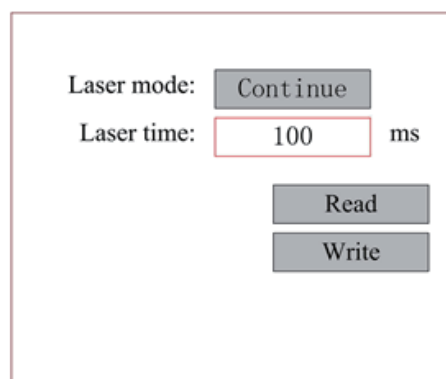 Laser mode: Continue
Laser time: 100 ms
Read
Write